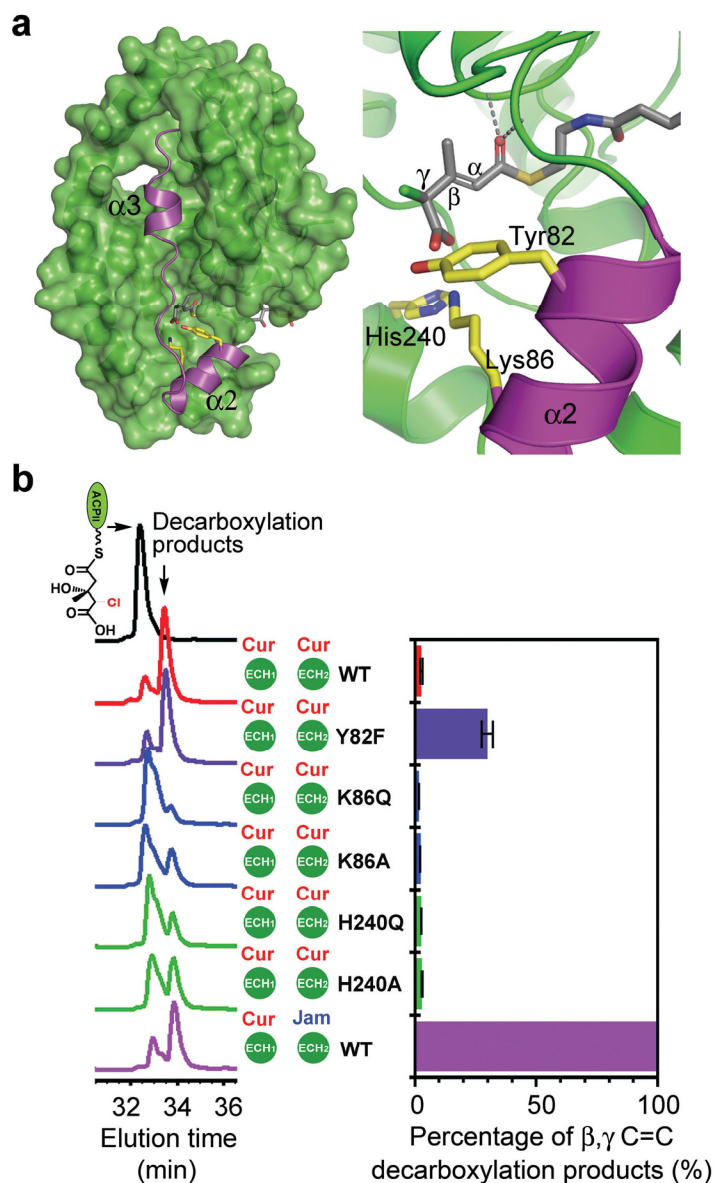 a
α3
α2
γ
β
α
Tyr82
His240
Lys86
α2
b
ACPII
S
O
HO
Cl
O
OH
Decarboxylation
products
Cur Cur
ECH1 ECH2 WT
Cur Cur
ECH1 ECH2 Y82F
Cur Cur
ECH1 ECH2 K86Q
Cur Cur
ECH1 ECH2 K86A
Cur Cur
ECH1 ECH2 H240Q
Cur Cur
ECH1 ECH2 H240A
Cur Jam
ECH1 ECH2 WT
32 34 36
Elution time
(min)
0 50 100
Percentage of β,γ C=C
decarboxylation products (%)